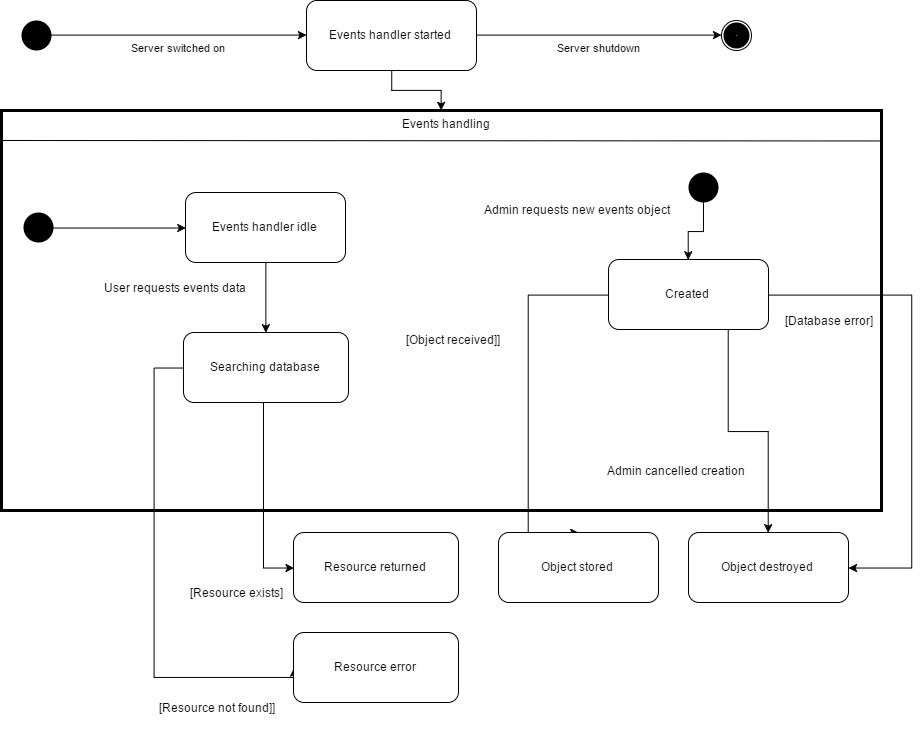 Events handler started
Server switched on
Server shutdown
Events handling
Admin requests new events object
Events handler idle
User requests events data
Created
[Database error]
[Object received]]
Searching database
Admin cancelled creation
Resource returned
Object stored
Object destroyed
[Resource exists]
Resource error
[Resource not found]]